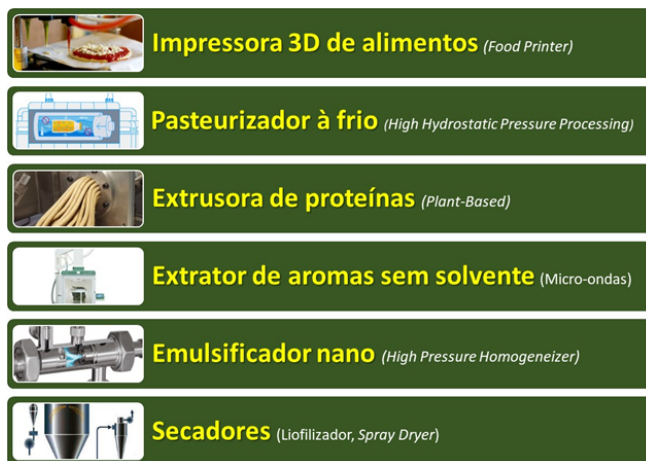 Impressora 3D de alimentos (Food Printer)
Pasteurizador à frio (High Hydrostatic Pressure Processing)
Extrusora de proteínas (Plant-Based)
Extrator de aromas sem solvente (Micro-ondas)
Emulsificador nano (High Pressure Homogeneizer)
Secadores (Liofilizador, Spray Dryer)